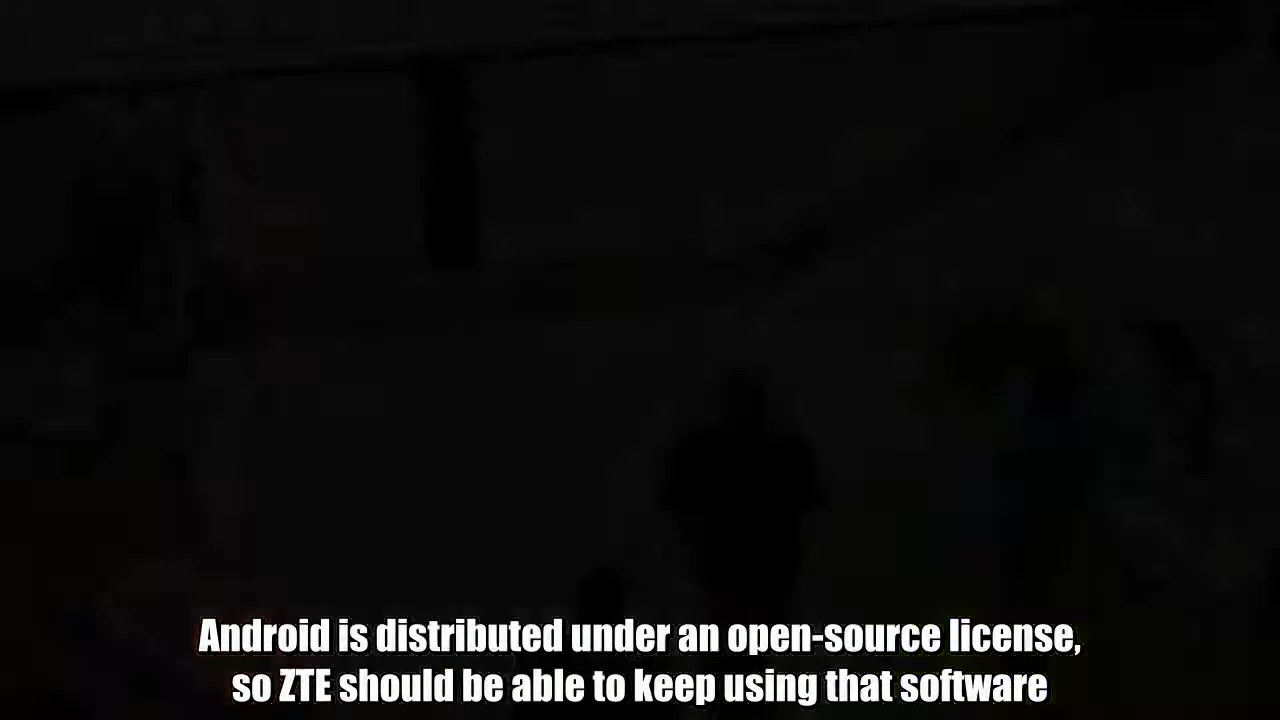 Android is distributed under an open-source license,
so ZTE should be able to keep using that software